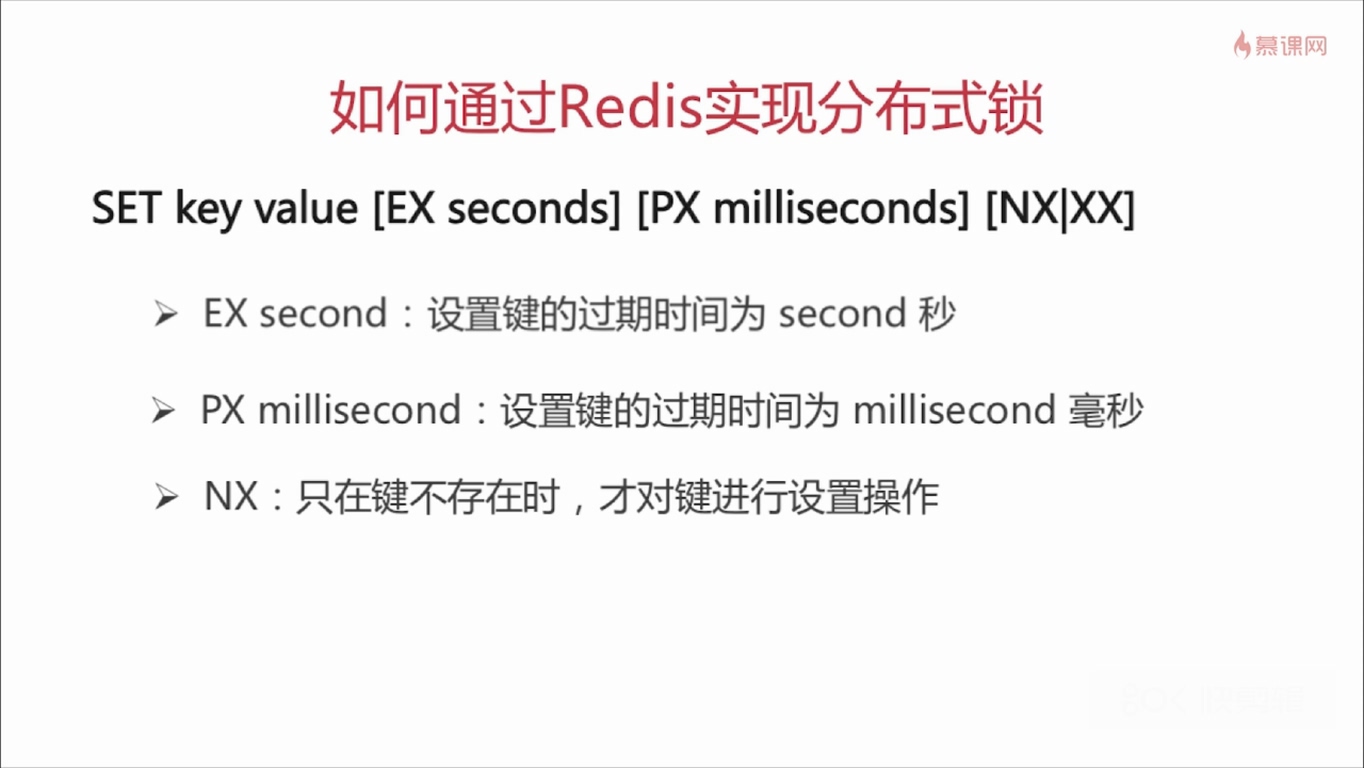 慕课网
如何通过Redis实现分布式锁
SET key value [EX seconds] [PX milliseconds] [NX|XX]
EX second：设置键的过期时间为 second 秒
PX millisecond：设置键的过期时间为 millisecond 毫秒
NX：只在键不存在时，才对键进行设置操作